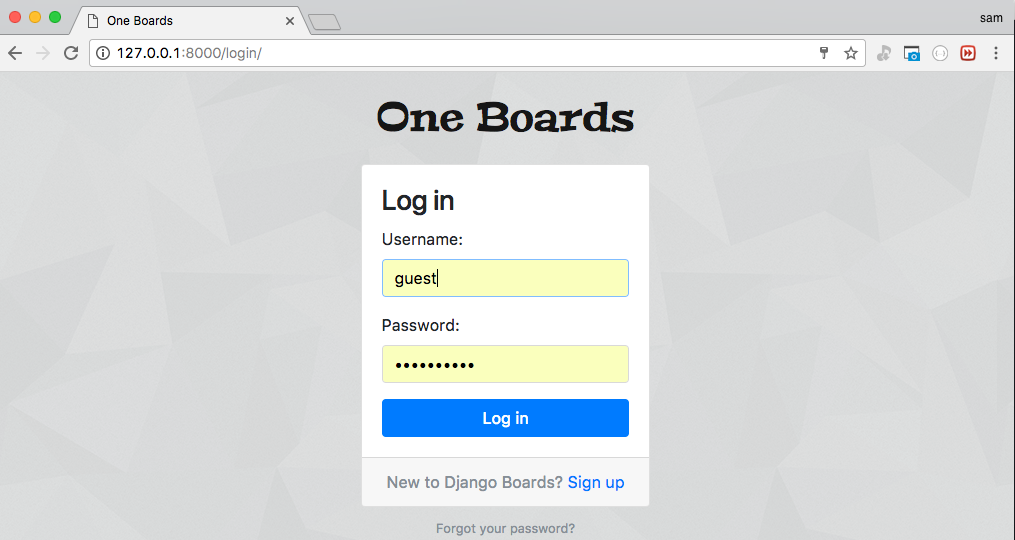 One Boards
sam
127.0.0.1:8000/login/
One Boards
Log in
Username:
guest
Password:
••••••••••
Log in
New to Django Boards? Sign up
Forgot your password?